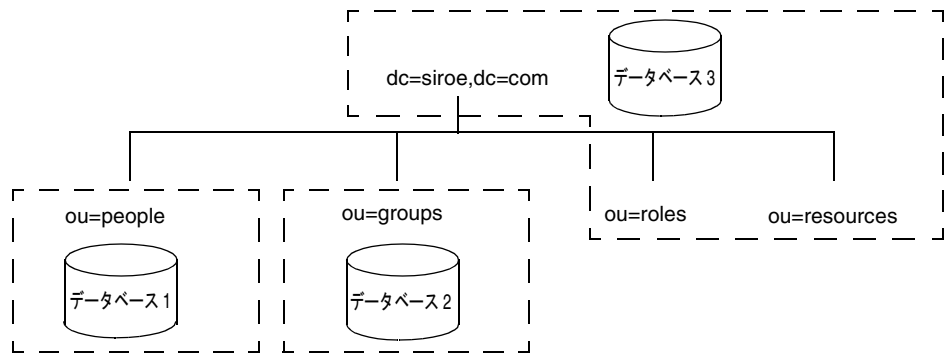 データベース 3
dc=siroe,dc=com
ou=people
ou=groups
ou=roles
ou=resources
データベース 1
データベース 2